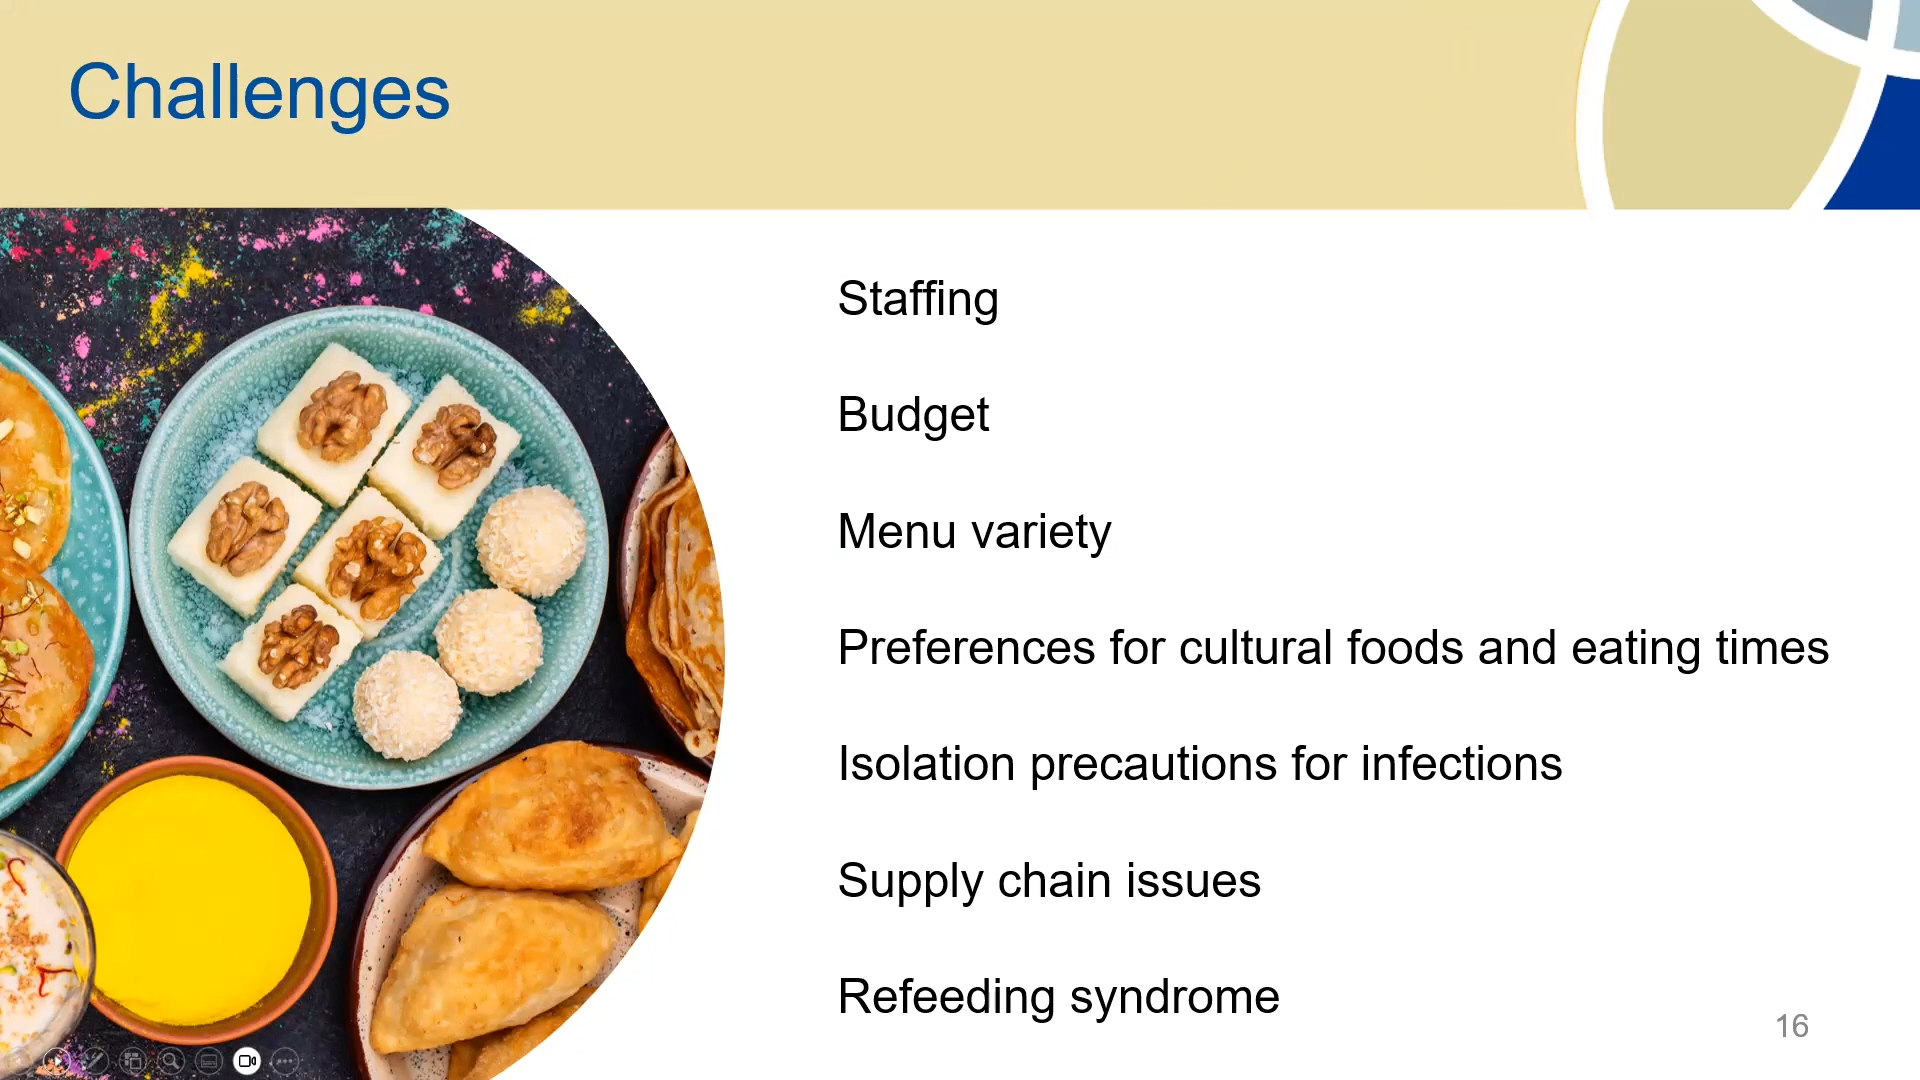 Challenges
Staffing
Budget
Menu variety
Preferences for cultural foods and eating times
Isolation precautions for infections
Supply chain issues
Refeeding syndrome
16